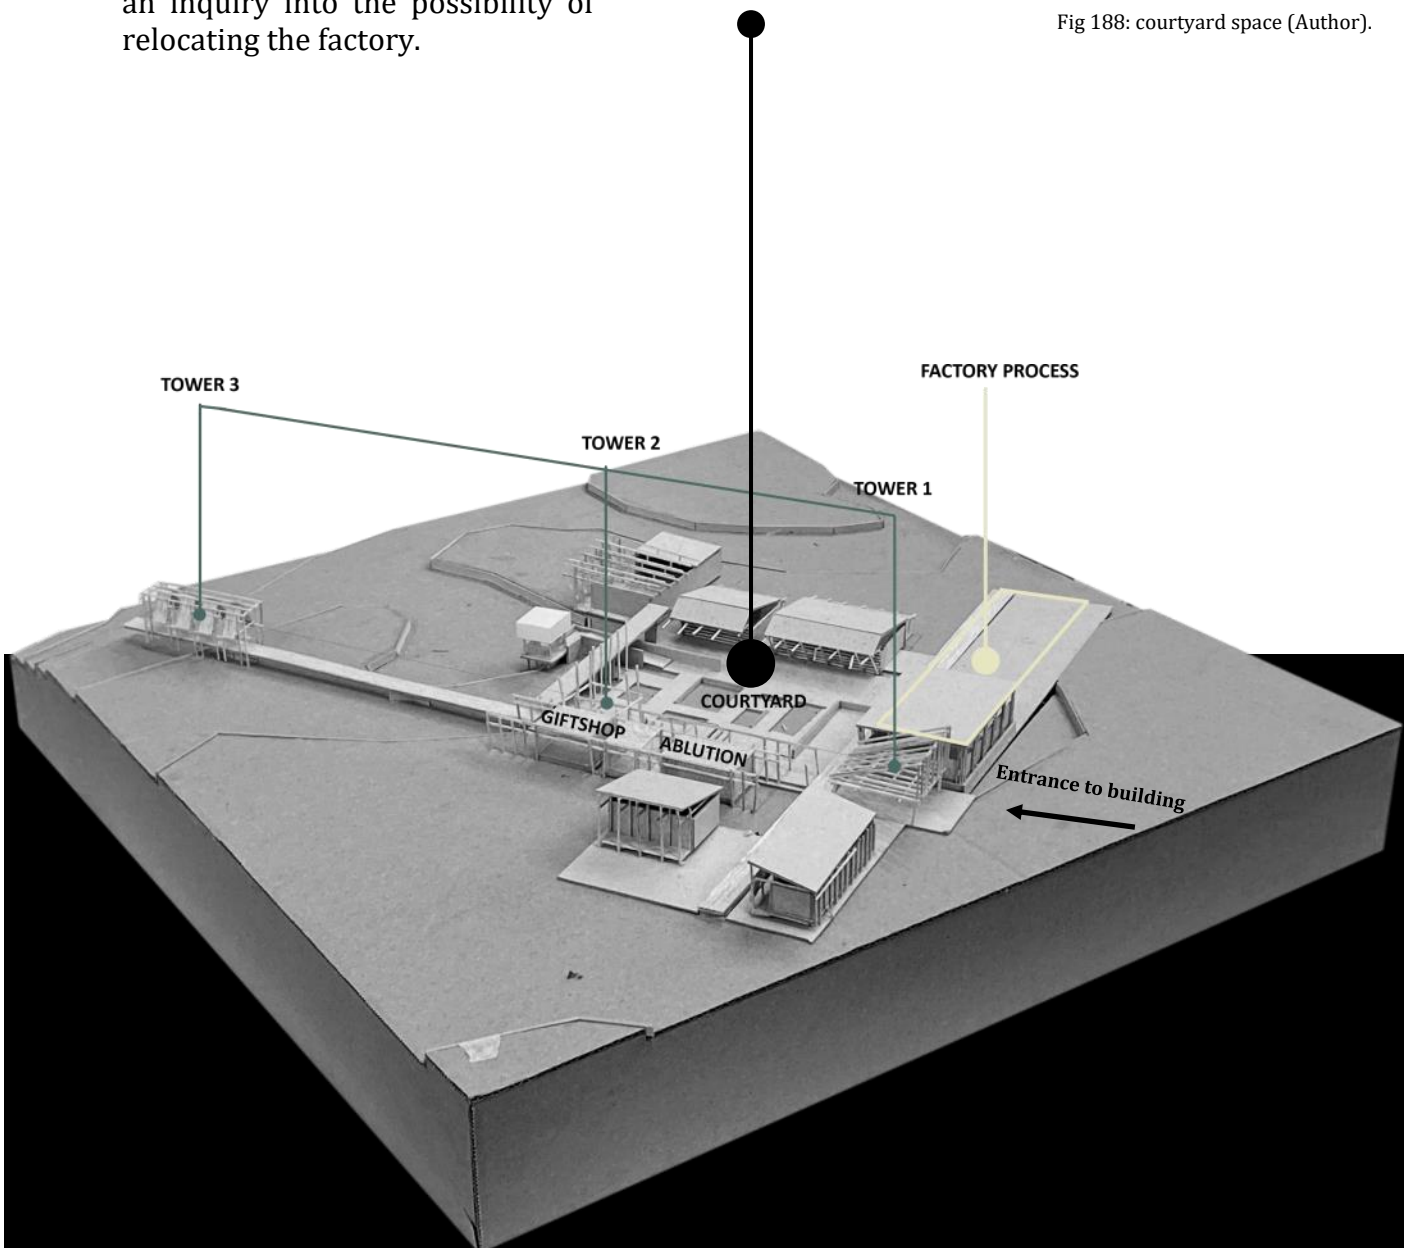 an inquiry into the possibility of
relocating the factory.
Fig 188: courtyard space (Author).
TOWER 3
FACTORY PROCESS
TOWER 2
TOWER 1
COURTYARD
GIFTSHOP
ABLUTION
Entrance to building